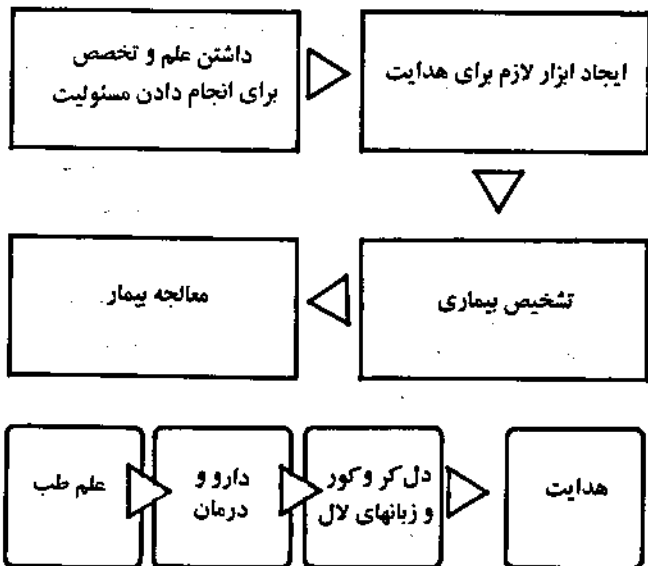 داشتن علم و تخصص
برای انجام دادن مسئولیت
ایجاد ابزار لازم برای هدایت
تشخیص بیماری
معالجه بیمار
علم طب
دارو و
درمان
دل کر و کور
و زبانهای لال
هدایت